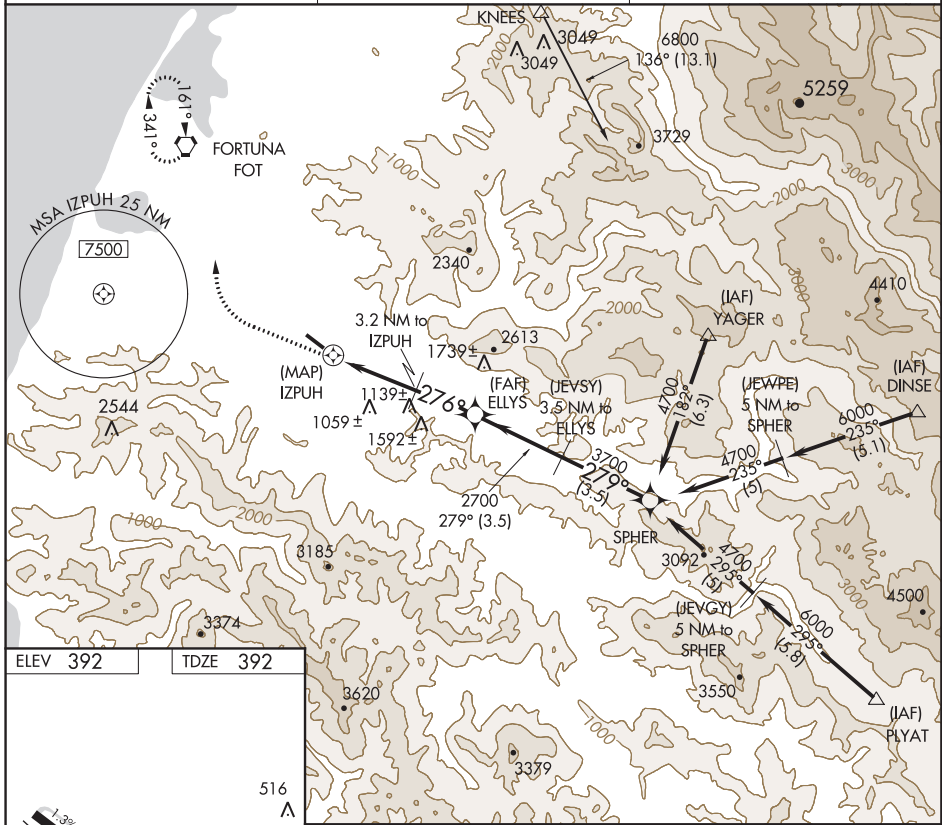 KNEES
3049
3049
6800
136° (13.1)
5259
2000
161°
341°
FORTUNA
FOT
3729
1000
3000
2000
MSA IZPUH 25 NM
7500
2340
3000
4410
2000
(IAF)
YAGER
3.2 NM to
IZPUH
2613
1739±
(MAP)
IZPUH
(FAF)
ELLYS
(JEVSY)
3.5 NM to
ELLYS
4700
182°
(6.3)
(JEWPE)
5 NM to
SPHER
(IAF)
DINSE
1139±
276°
1059±
1592±
2544
6000
235°
(5.1)
4700
235°
(5)
3700
279°
(3.5)
2700
279° (3.5)
SPHER
1000
2000
3092
4700
295°
(5)
3185
3000
4500
(JEVGY)
5 NM to
SPHER
6000
295°
(5.8)
3374
ELEV 392
TDZE 392
3620
3550
1000
(IAF)
PLYAT
3379
516
1.3%